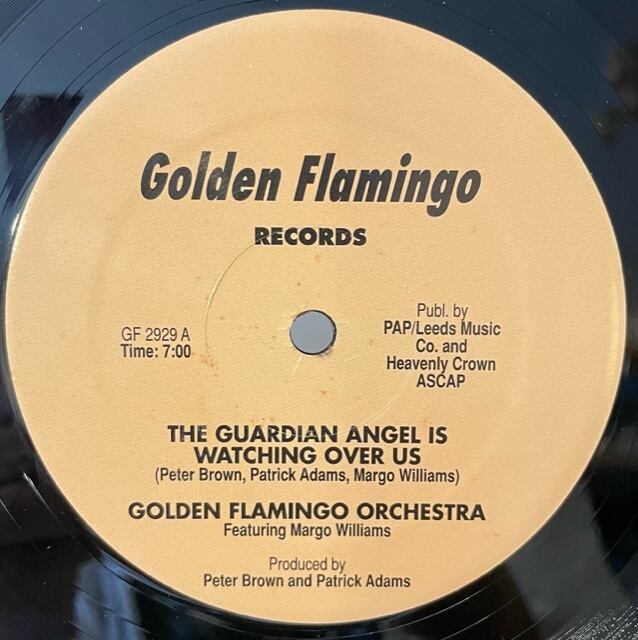 Golden Flamingo
RECORDS
GF 2929 A
Time: 7:00
Publ. by
PAP/Leeds Music
Co. and
Heavenly Crown
ASCAP
THE GUARDIAN ANGEL IS
WATCHING OVER US
(Peter Brown, Patrick Adams, Margo Williams)
GOLDEN FLAMINGO ORCHESTRA
Featuring Margo Williams
Produced by
Peter Brown and Patrick Adams